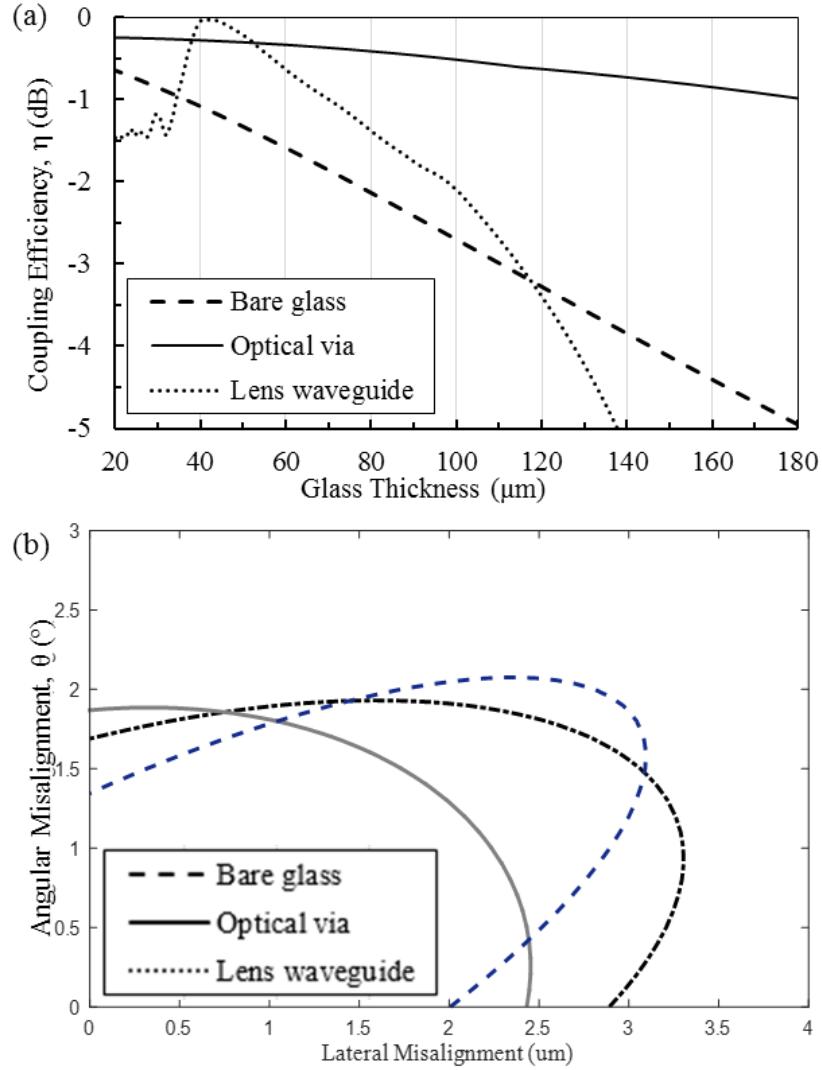 (a)
Coupling Efficiency, η (dB)
0
-1
-2
-3
-4
-5
Bare glass
Optical via
Lens waveguide
20 40 60 80 100 120 140 160 180
Glass Thickness (μm)
(b)
Angular Misalignment, θ (°)
3
2.5
2
1.5
1
0.5
0
Bare glass
Optical via
Lens waveguide
0 0.5 1 1.5 2 2.5 3 3.5 4
Lateral Misalignment (um)